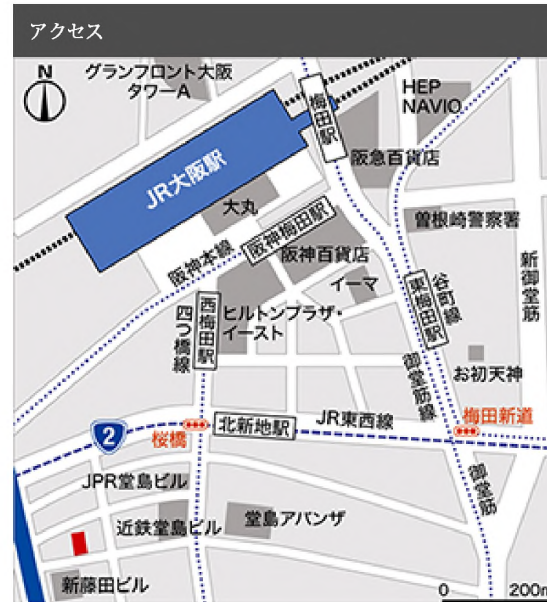 アクセス
N
グランフロント大阪
タワーA
HEP
NAVIO
梅田駅
阪急百貨店
JR大阪駅
大丸
阪神梅田駅
曽根崎警察署
阪神本線
阪神百貨店
新御堂筋
イーマ
谷町線
東梅田駅
西梅田駅
四つ橋線
ヒルトンプラザ・
イースト
御堂筋線
お初天神
梅田新道
JR東西線
北新地駅
2
桜橋
御堂筋
JPR堂島ビル
近鉄堂島ビル
堂島アバンザ
新藤田ビル
0 200m